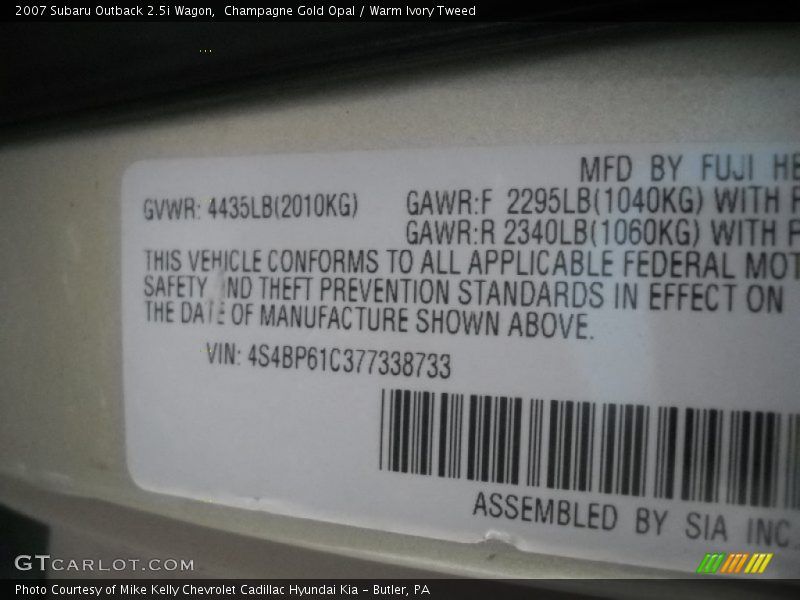 2007 Subaru Outback 2.5i Wagon, Champagne Gold Opal / Warm Ivory Tweed
MFD BY FUJI HE
GVWR: 4435LB(2010KG) GAWR:F 2295LB(1040KG) WITH P
GAWR:R 2340LB(1060KG) WITH P
THIS VEHICLE CONFORMS TO ALL APPLICABLE FEDERAL MOT
SAFETY ND THEFT PREVENTION STANDARDS IN EFFECT ON
THE DATE OF MANUFACTURE SHOWN ABOVE.
VIN: 4S4BP61C377338733
ASSEMBLED BY SIA INC.
GTCARLOT.COM
Photo Courtesy of Mike Kelly Chevrolet Cadillac Hyundai Kia – Butler, PA